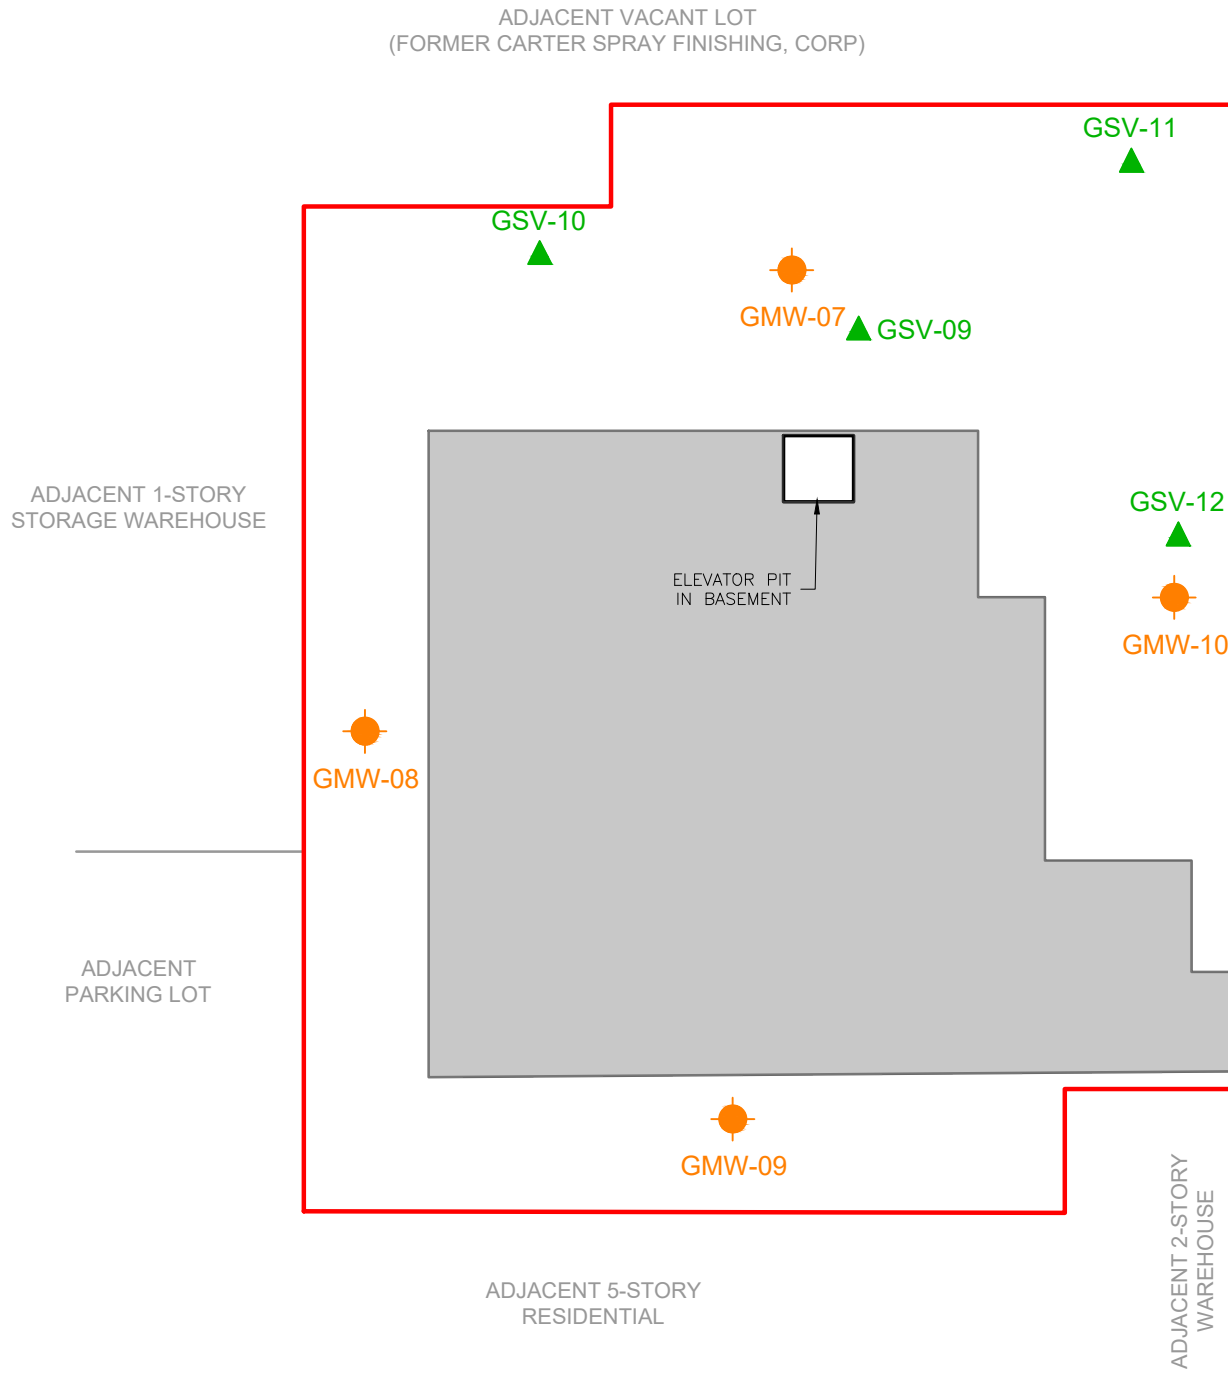 ADJACENT VACANT LOT
(FORMER CARTER SPRAY FINISHING, CORP)
GSV-11
GSV-10
GMW-07
GSV-09
ADJACENT 1-STORY
STORAGE WAREHOUSE
GSV-12
ELEVATOR PIT
IN BASEMENT
GMW-10
GMW-08
ADJACENT
PARKING LOT
GMW-09
ADJACENT 2-STORY
WAREHOUSE
ADJACENT 5-STORY
RESIDENTIAL